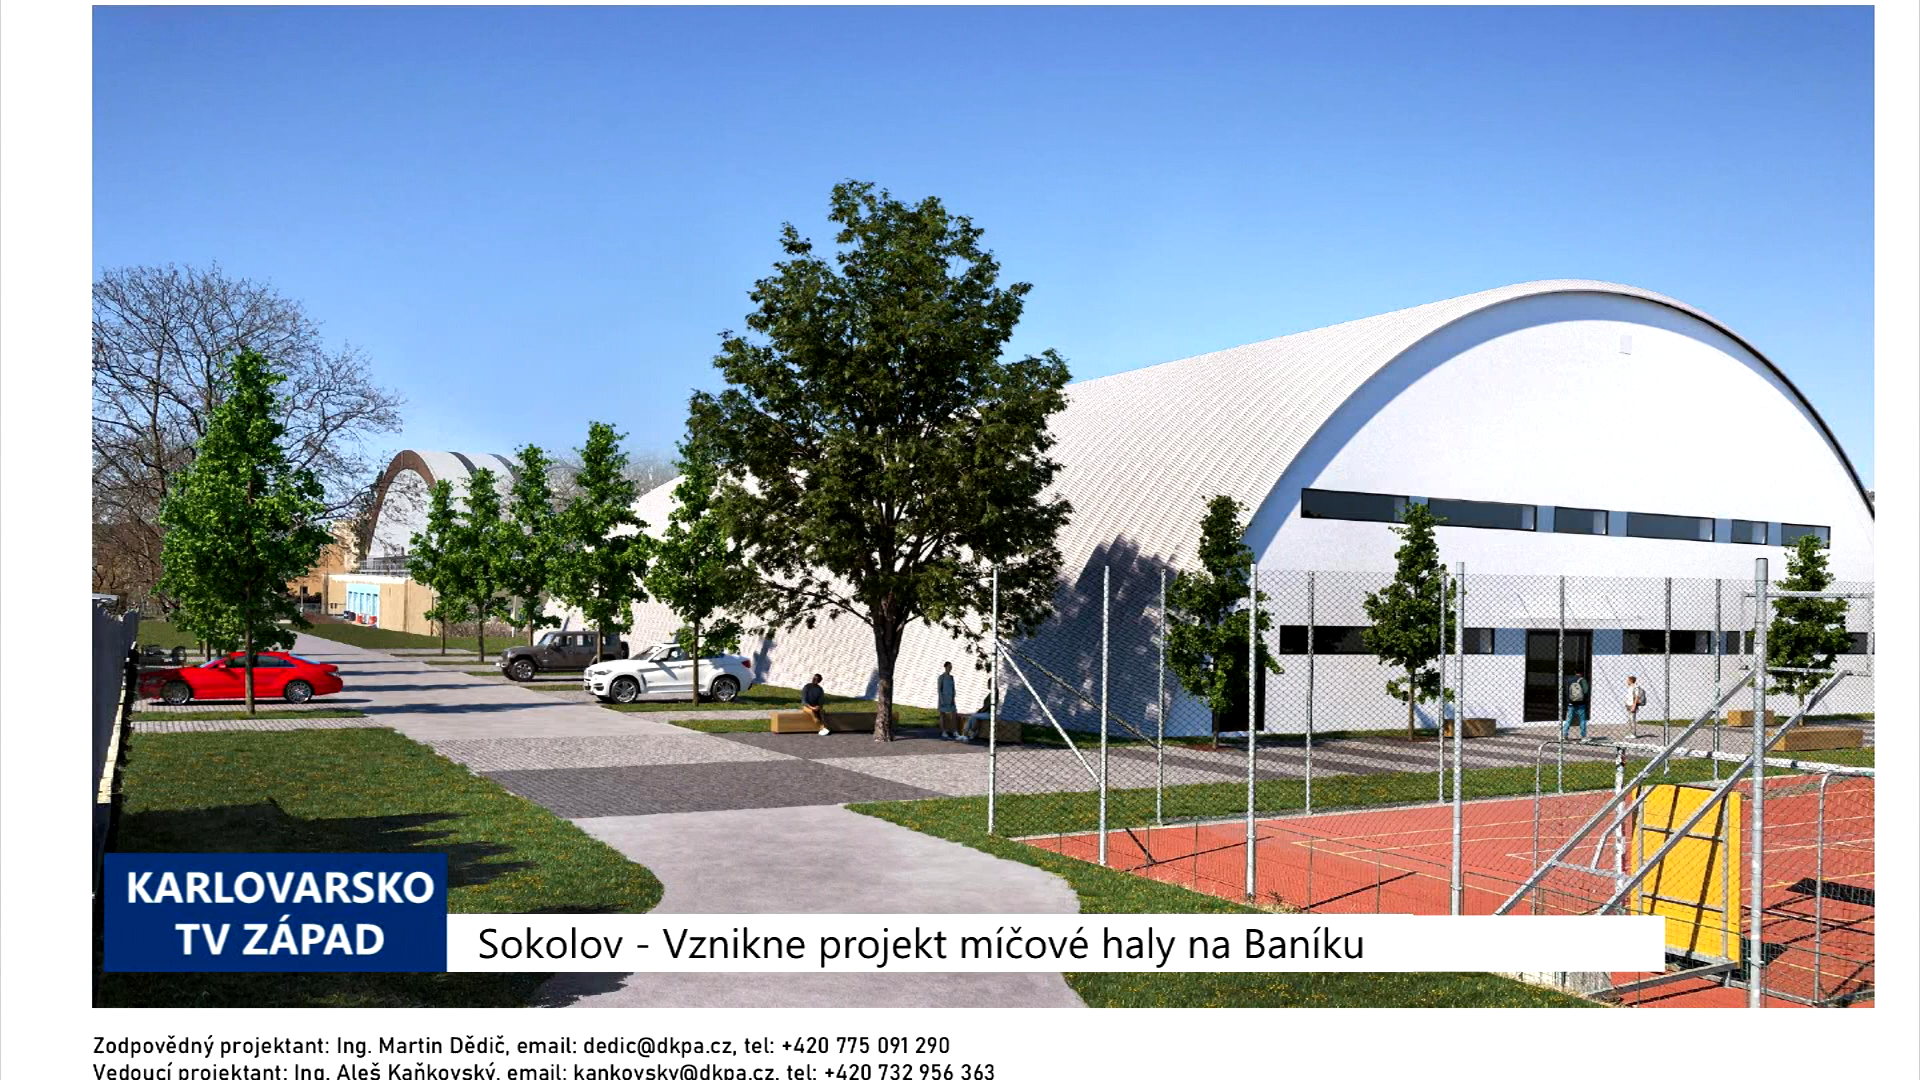 KARLOVARSKO
TV ZÁPAD
Sokolov - Vznikne projekt míčové haly na Baníku
Zodpovědný projektant: Ing. Martin Dědič, email: dedic@dkpa.cz, tel: +420 775 091 290
Vedoucí projektant: Ing. Aleš Kaňkovský, email: kankovsky@dkpa.cz, tel: +420 732 956 363